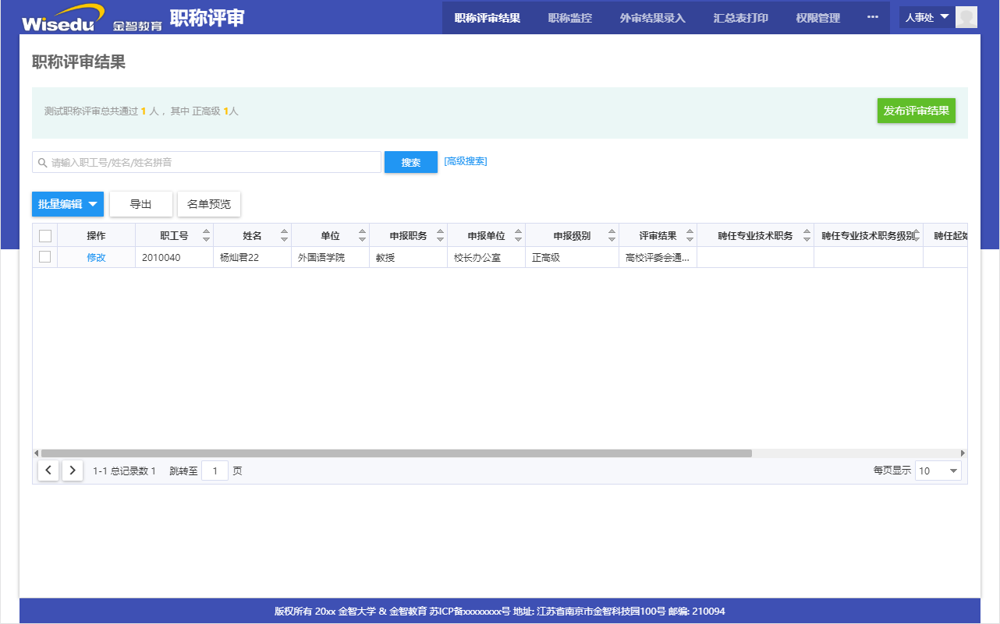 Wisedu 金智教育 职称评审 职称评审结果 职称监控 外审结果录入 汇总表打印 权限管理 ··· 人事处
职称评审结果
测试职称评审总共通过 1 人 ，其中 正高级 1人 发布评审结果
请输入职工号/姓名/姓名拼音 搜索 [高级搜索]
批量编辑 导出 名单预览
操作 职工号 姓名 单位 申报职务 申报单位 申报级别 评审结果 聘任专业技术职务 聘任专业技术职务级别 聘任起始
修改 2010040 杨灿君22 外国语学院 教授 校长办公室 正高级 高校评委会通...
1-1 总记录数 1 跳转至 1 页 每页显示 10
版权所有 20xx 金智大学 & 金智教育 苏ICP备xxxxxxxxx号 地址: 江苏省南京市金智科技园100号 邮编: 210094